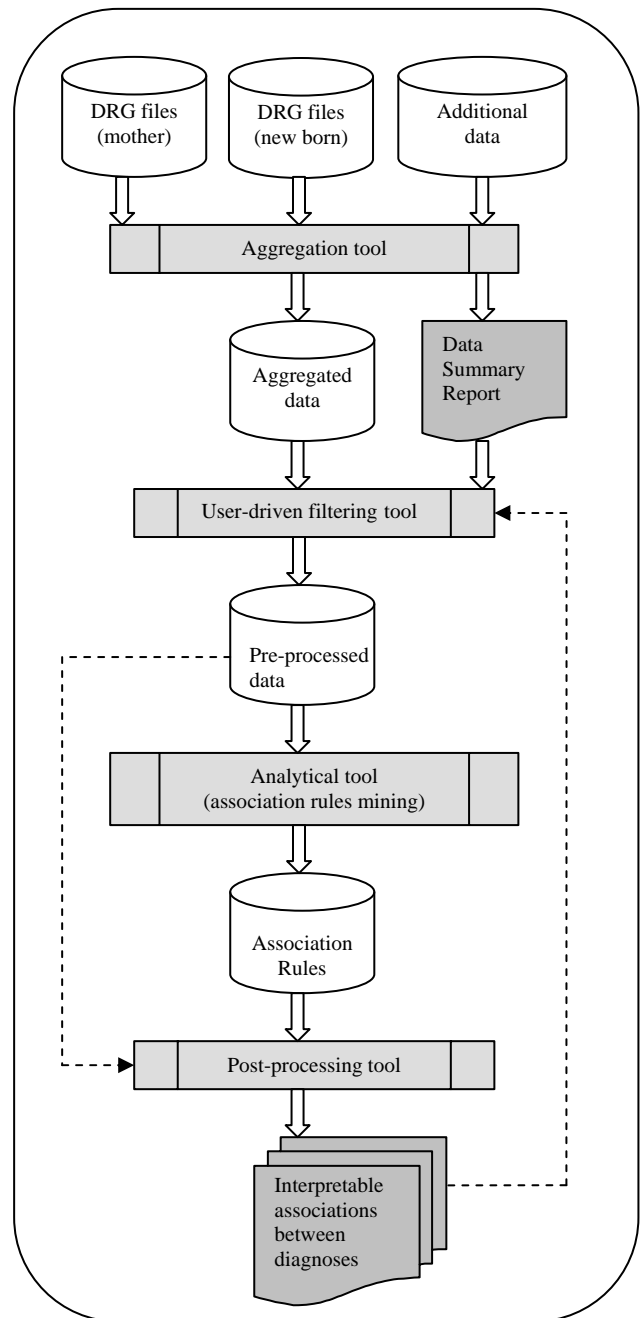 DRG files
(mother)
DRG files
(new born)
Additional
data
Aggregation tool
Aggregated
data
Data
Summary
Report
User-driven filtering tool
Pre-processed
data
Analytical tool
(association rules mining)
Association
Rules
Post-processing tool
Interpretable
associations
between
diagnoses